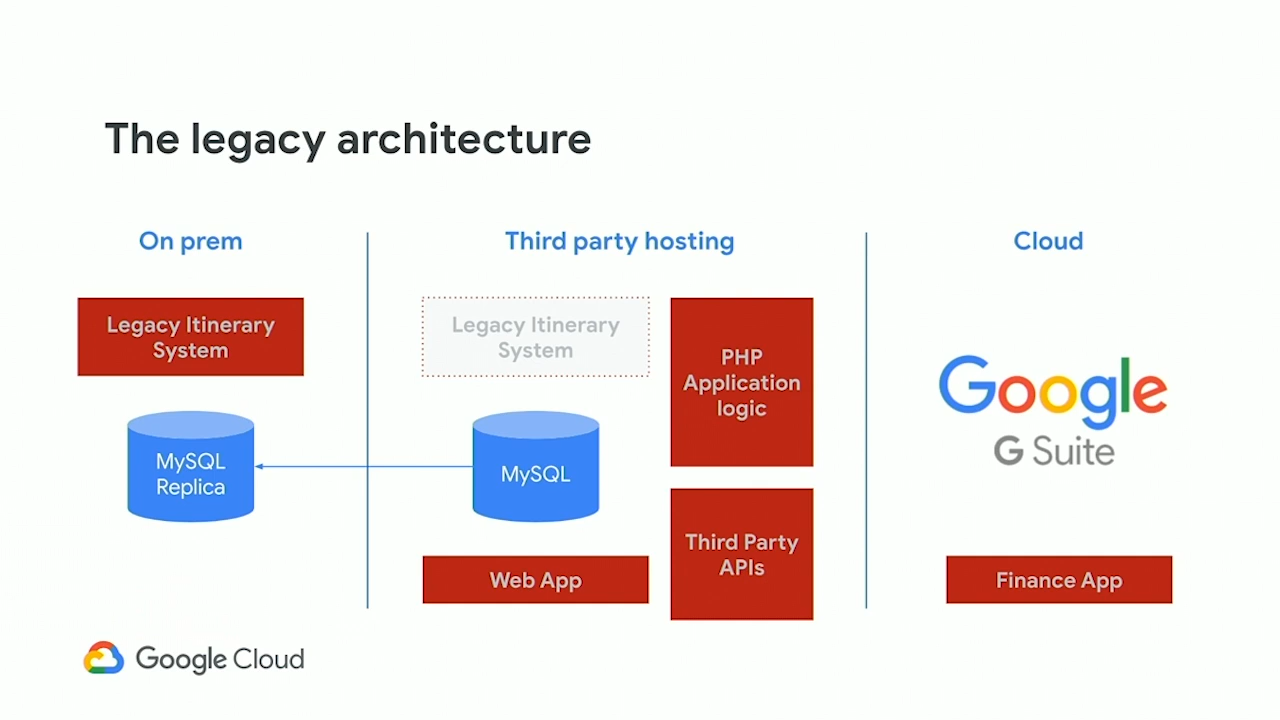 The legacy architecture
On prem
Third party hosting
Cloud
Legacy Itinerary
System
MySQL
Replica
Legacy Itinerary
System
MySQL
Web App
PHP
Application
logic
Third Party
APIs
Google
G Suite
Finance App
Google Cloud